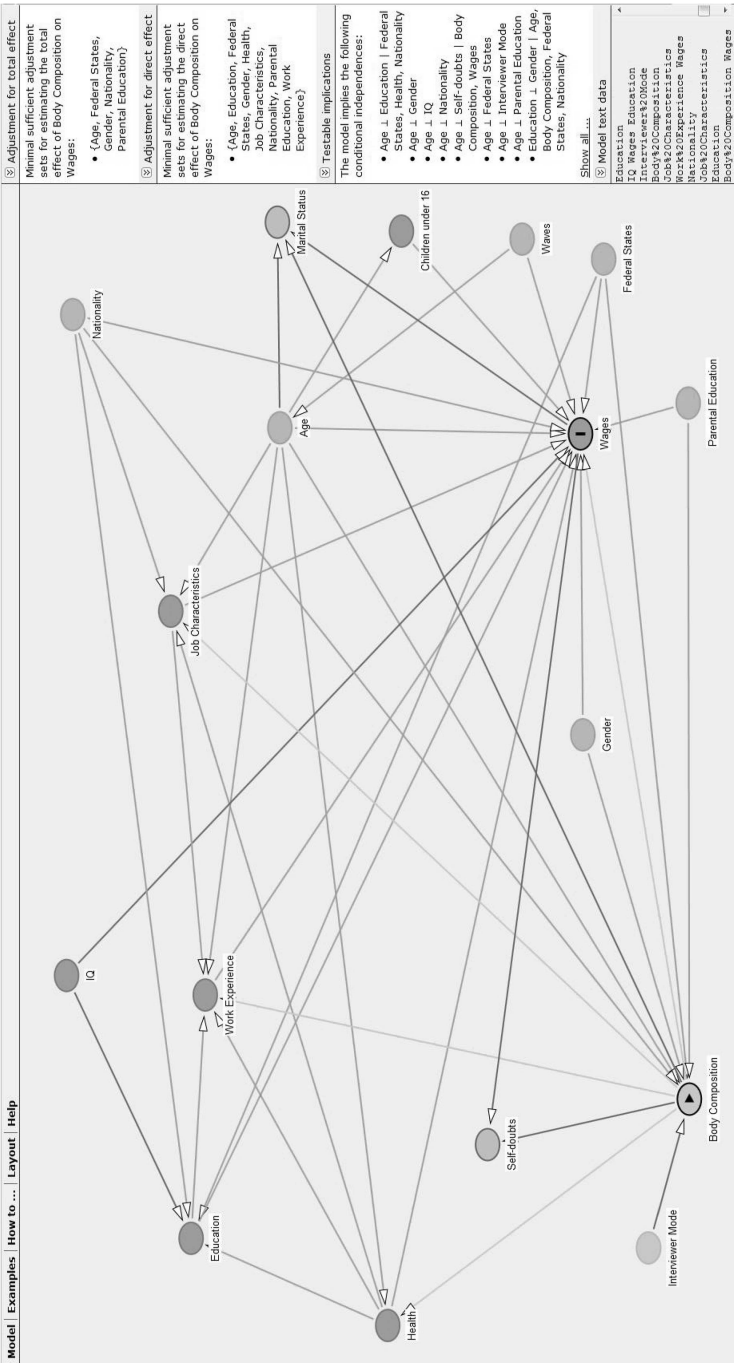 Model | Examples | How to ... | Layout | Help
IQ
Nationality
Education
Work Experience
Job Characteristics
Age
Marital Status
Health
Children under 16
Self-doubts
Waves
Gender
Wages
Federal States
Interviewer Mode
Body Composition
Parental Education
Adjustment for total effect
Minimal sufficient adjustment
sets for estimating the total
effect of Body Composition on
Wages:
• {Age, Federal States,
Gender, Nationality,
Parental Education}
Adjustment for direct effect
Minimal sufficient adjustment
sets for estimating the direct
effect of Body Composition on
Wages:
• {Age, Education, Federal
States, Gender, Health,
Job Characteristics,
Nationality, Parental
Education, Work
Experience}
Testable implications
The model implies the following
conditional independences:
• Age ⊥ Education | Federal
States, Health, Nationality
• Age ⊥ Gender
• Age ⊥ IQ
• Age ⊥ Nationality
• Age ⊥ Self-doubts | Body
Composition, Wages
• Age ⊥ Federal States
• Age ⊥ Interviewer Mode
• Age ⊥ Parental Education
• Education ⊥ Gender | Age,
Body Composition, Federal
States, Nationality
Show all ...
Model text data
Education
IQ Wages Education
Interviewer%20Mode
Body%20Composition
Job%20Characteristics
Work%20Experience Wages
Nationality
Job%20Characteristics
Education
Body%20Composition Wages